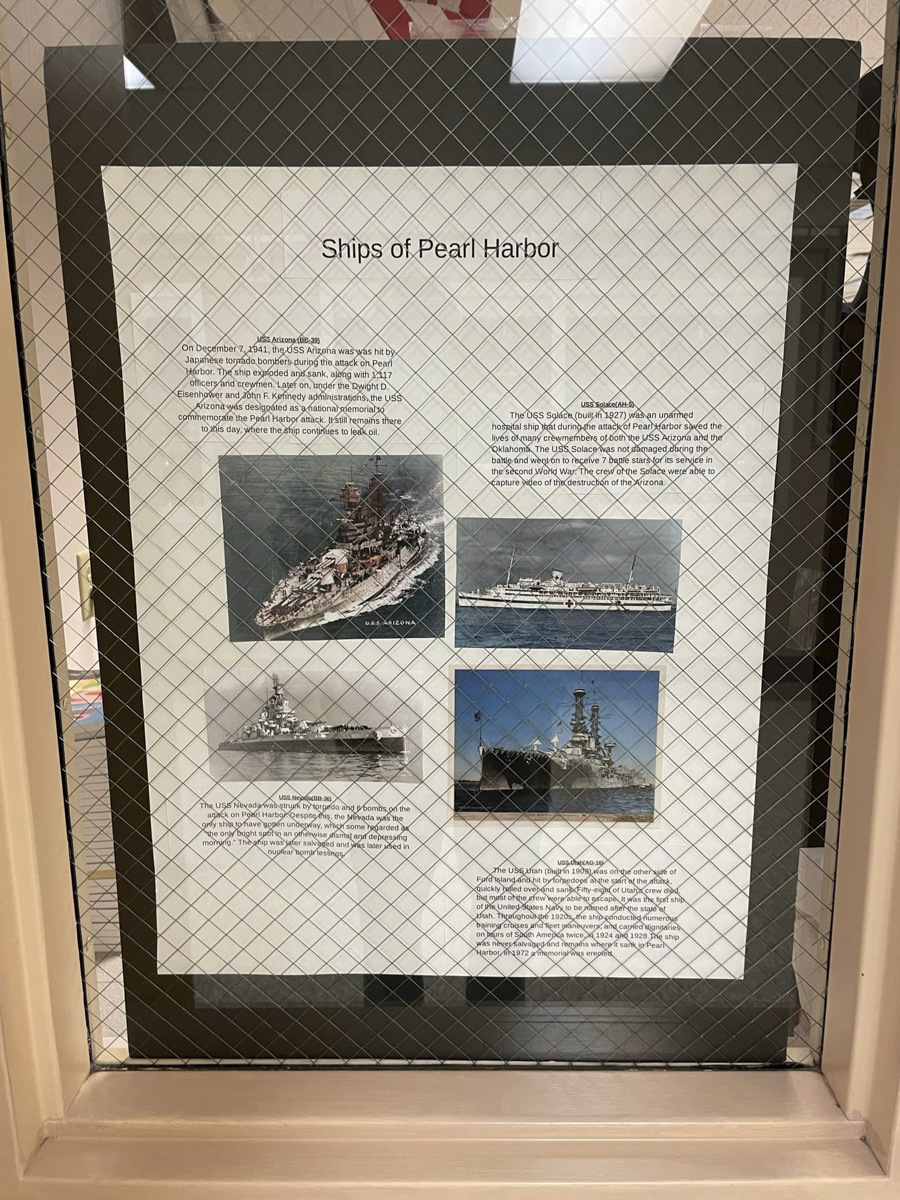 Ships of Pearl Harbor
USS Arizona (BB-39)
On December 7, 1941, the USS Arizona was was hit by
Japanese tornado bombers during the attack on Pearl
Harbor. The ship exploded and sank, along with 1,117
officers and crewmen. Later on, under the Dwight D.
Eisenhower and John F. Kennedy administrations, the USS
Arizona was designated as a national memorial to
commemorate the Pearl Harbor attack. It still remains there
to this day, where the ship continues to leak oil.
USS Solace(AH-5)
The USS Solace (built in 1927) was an unarmed
hospital ship that during the attack of Pearl Harbor saved the
lives of many crewmembers of both the USS Arizona and the
Oklahoma. The USS Solace was not damaged during the
battle and went on to receive 7 battle stars for its service in
the second World War. The crew of the Solace were able to
capture video of the destruction of the Arizona.
U.S.S. ARIZONA
USS Nevada(BB-36)
The USS Nevada was struck by torpedo and 6 bombs on the
attack on Pearl Harbor. Despite this, the Nevada was the
only ship to have gotten underway, which some regarded as
"the only bright spot in an otherwise dismal and depressing
morning." The ship was later salvaged and was later used in
nuclear bomb testings.
USS Utah(AG-16)
The USS Utah (built in 1909) was on the other side of
Ford Island and hit by torpedoes at the start of the attack,
quickly rolled over and sank. Fifty-eight of Utah's crew died,
but most of the crew were able to escape. It was the first ship
of the United States Navy to be named after the state of
Utah. Throughout the 1920s, the ship conducted numerous
training cruises and fleet maneuvers, and carried dignitaries
on tours of South America twice, in 1924 and 1928. The ship
was never salvaged and remains where it sank in Pearl
Harbor. In 1972 a memorial was erected.